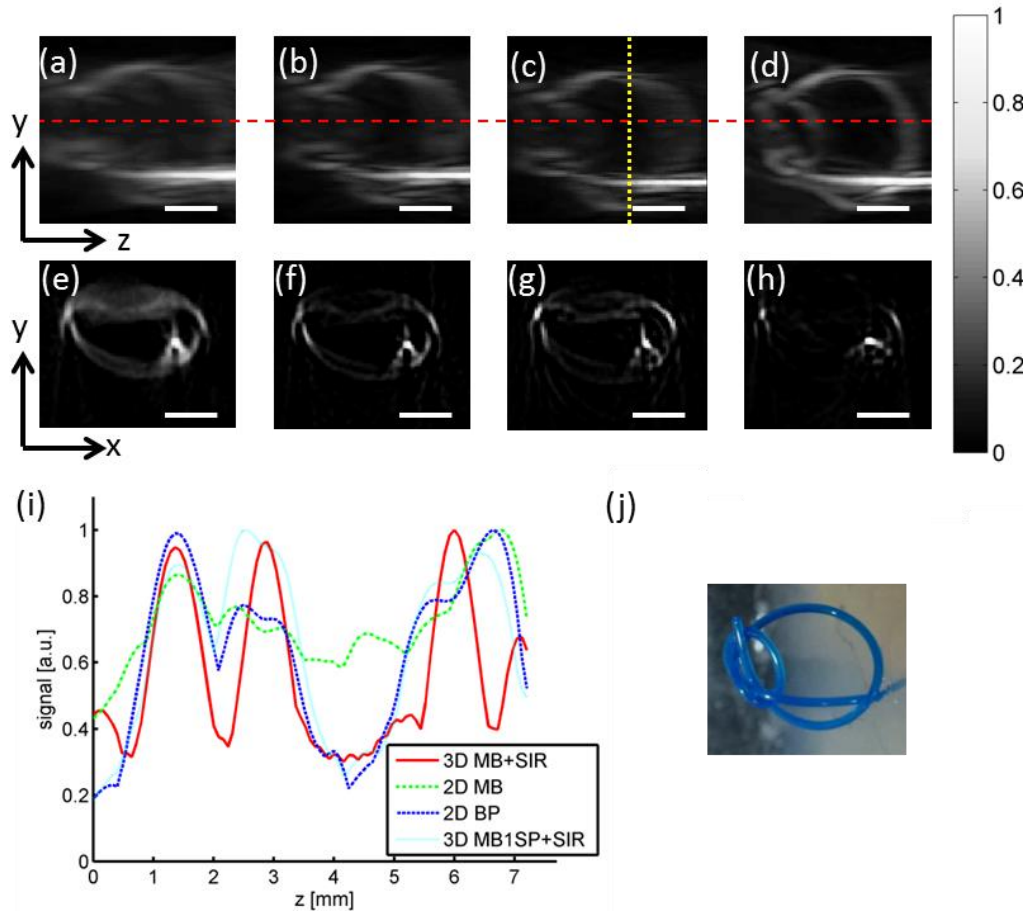 (a) (b) (c) (d)
y
z
(e) (f) (g) (h)
y
x
1
0.8
0.6
0.4
0.2
0
(i)
(j)
1
0.8
0.6
0.4
0.2
0
signal [a.u.]
3D MB+SIR
2D MB
2D BP
3D MB1SP+SIR
0 1 2 3 4 5 6 7
z [mm]